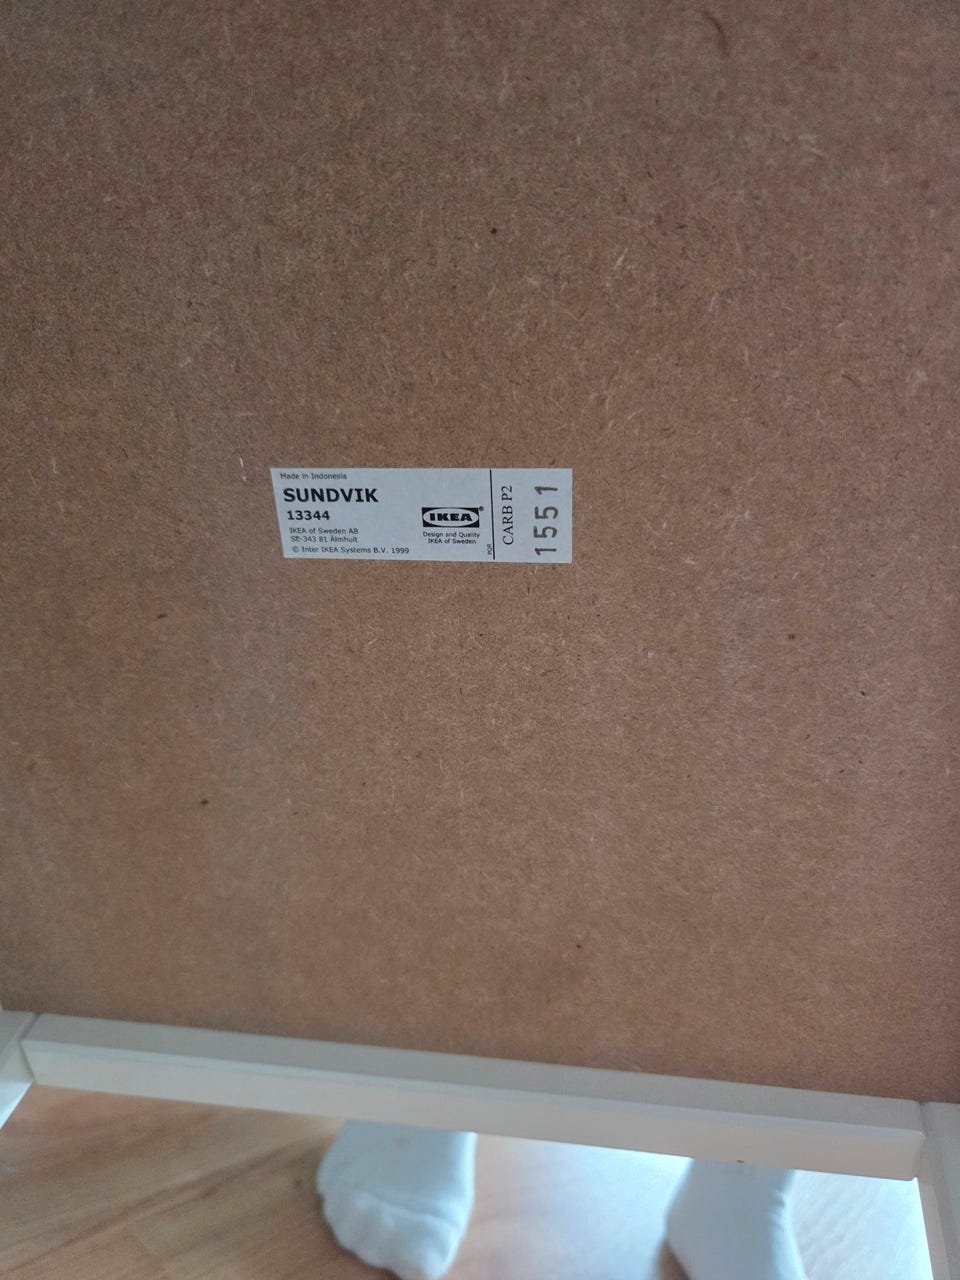 Made in Indonesia
SUNDVIK
13344
IKEA of Sweden AB
SE-343 81 Älmhult
© Inter IKEA Systems B.V. 1999
IKEA®
Design and Quality
IKEA of Sweden
PQR
CARB P2
1551